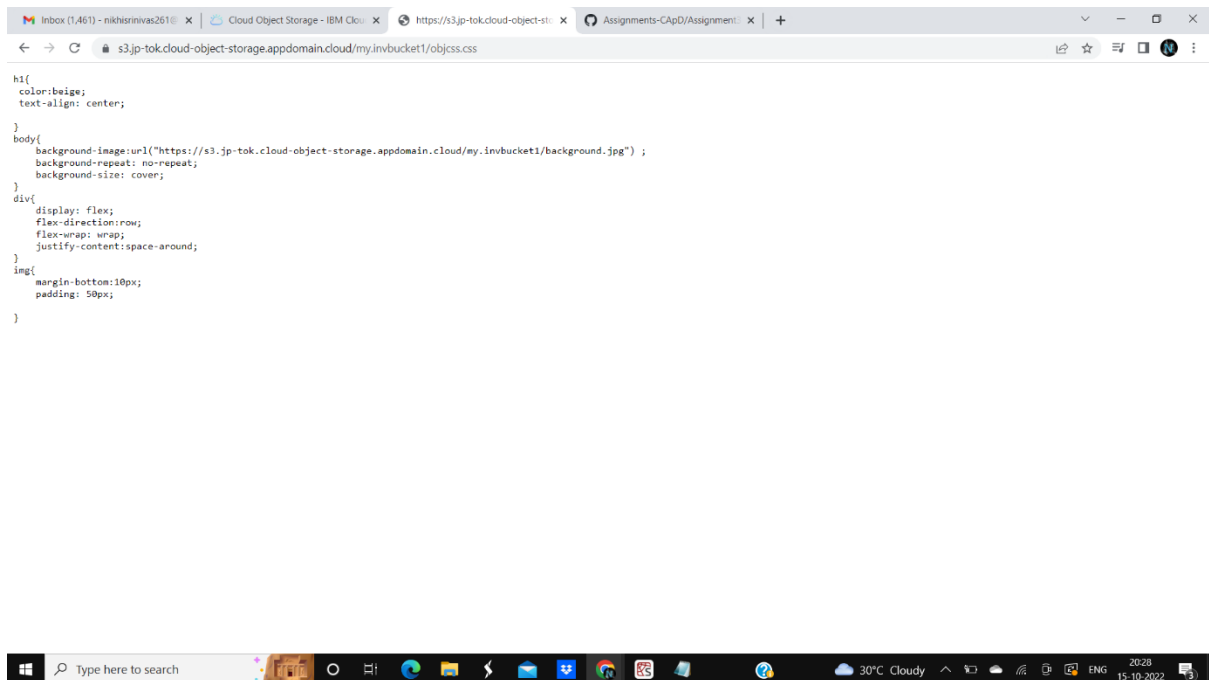 Inbox (1,461) - nikhisrinivas261@
Cloud Object Storage - IBM Clou
https://s3.jp-tok.cloud-object-sto
Assignments-CApD/Assignment
s3.jp-tok.cloud-object-storage.appdomain.cloud/my.invbucket1/objcss.css
h1{
color:beige;
text-align: center;
}
body{
background-image:url("https://s3.jp-tok.cloud-object-storage.appdomain.cloud/my.invbucket1/background.jpg") ;
background-repeat: no-repeat;
background-size: cover;
}
div{
display: flex;
flex-direction:row;
flex-wrap: wrap;
justify-content:space-around;
}
img{
margin-bottom:10px;
padding: 50px;
}
Type here to search
30°C Cloudy
ENG
20:28
15-10-2022
3